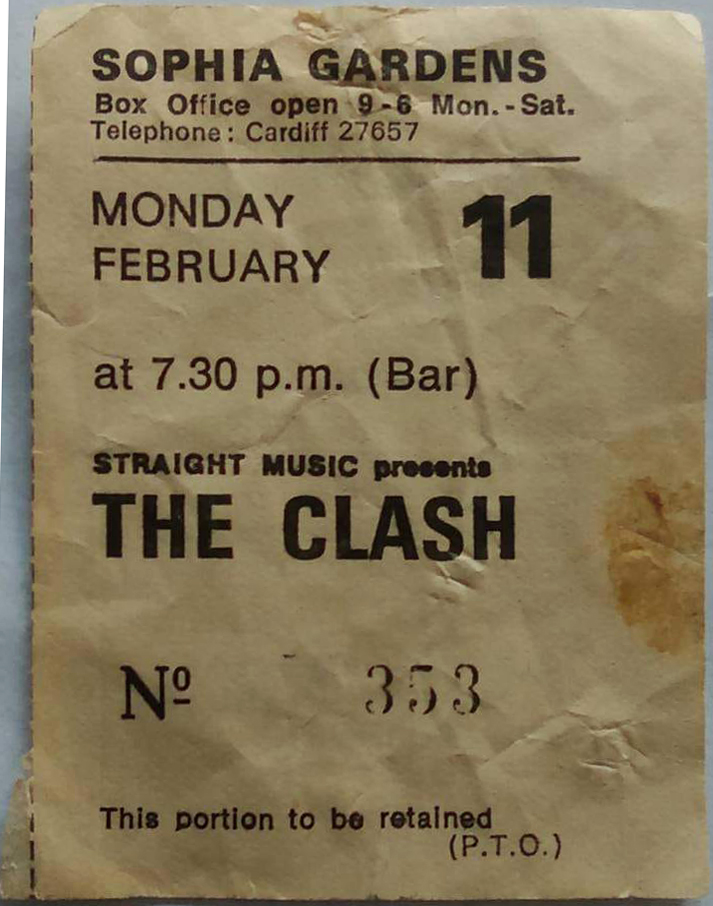 SOPHIA GARDENS
Box Office open 9-6 Mon.-Sat.
Telephone: Cardiff 27657
MONDAY 11
FEBRUARY
at 7.30 p.m. (Bar)
STRAIGHT MUSIC presents
THE CLASH
Nº 353
This portion to be retained
(P.T.O.)